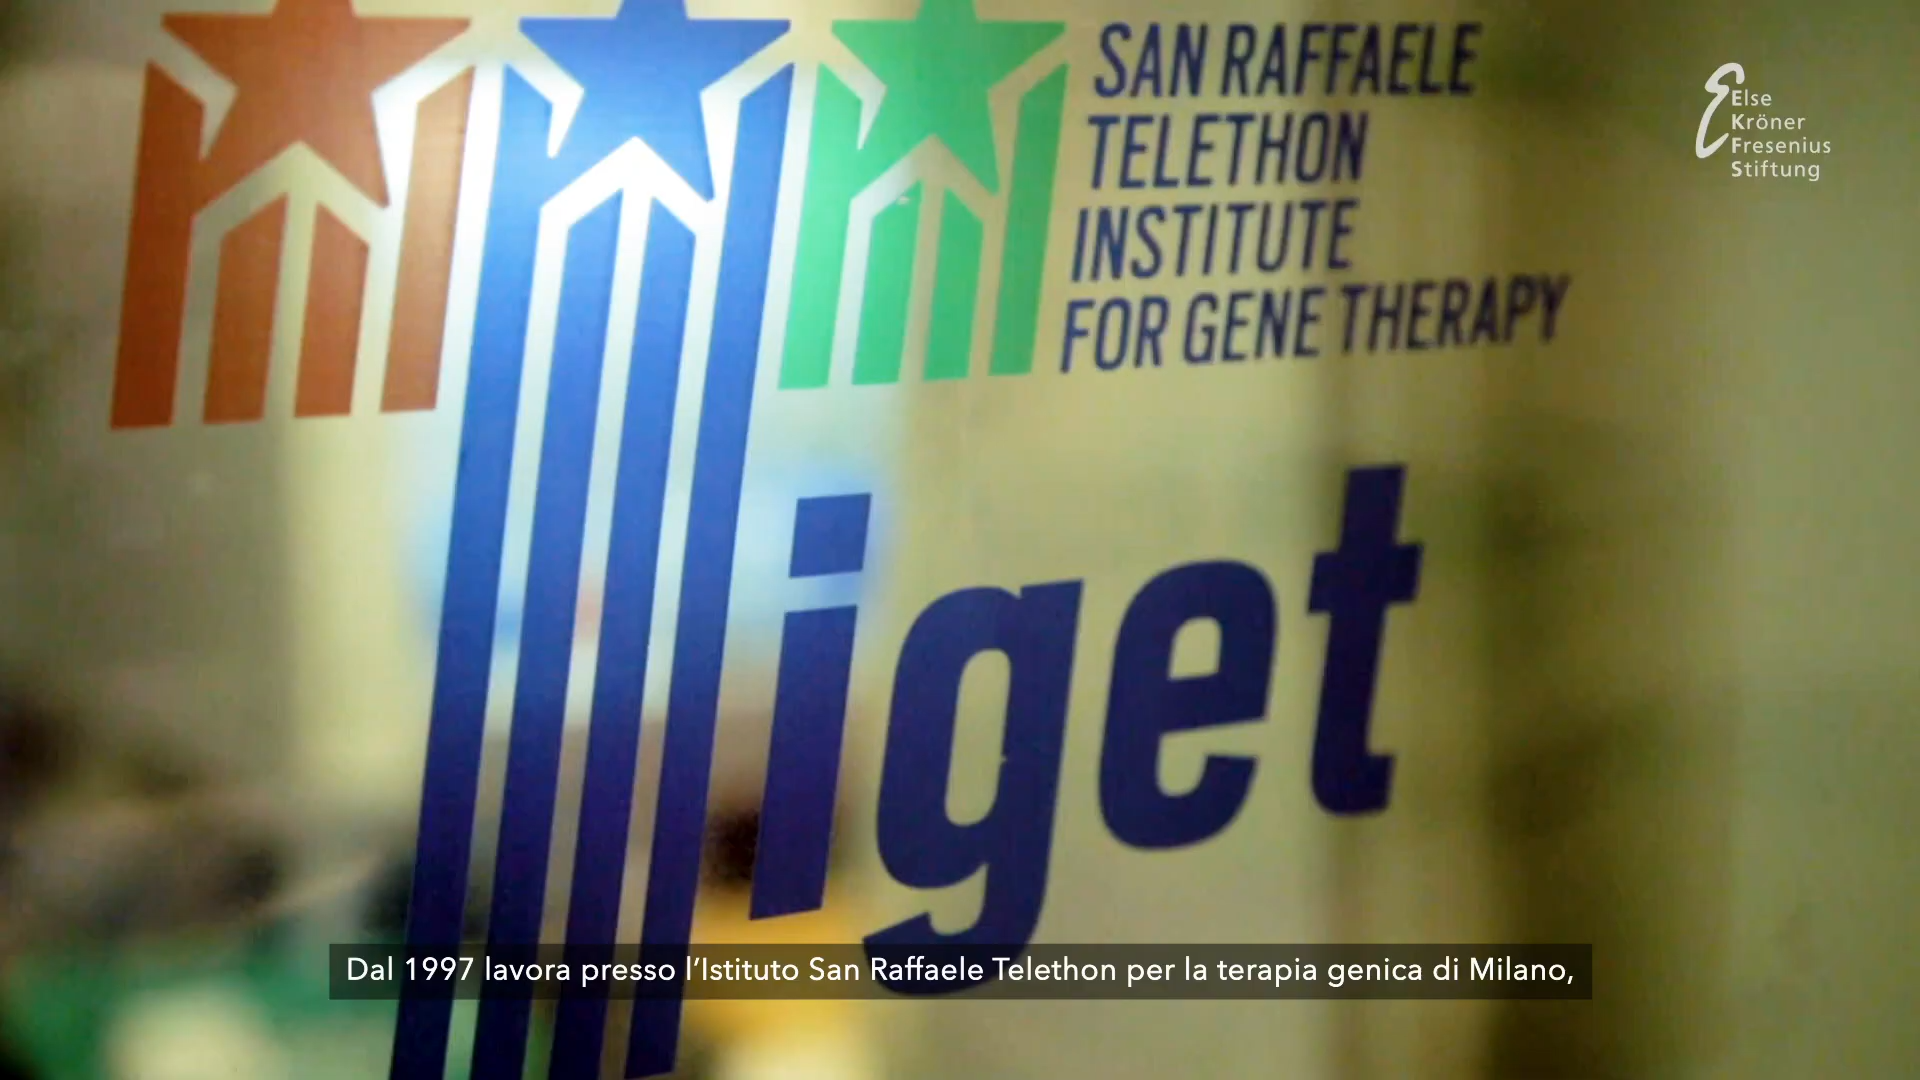 SAN RAFFAELE
TELETHON
INSTITUTE
FOR GENE THERAPY
iget
Else
Kröner
Fresenius
Stiftung
Dal 1997 lavora presso l’Istituto San Raffaele Telethon per la terapia genica di Milano,